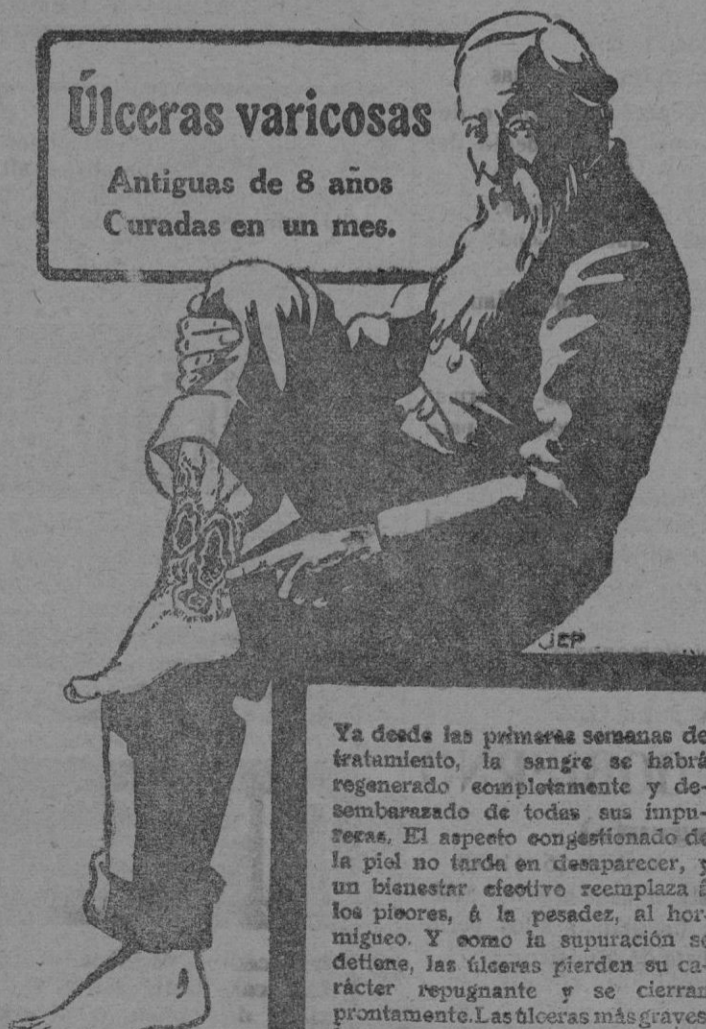 Úlceras varicosas
Antiguas de 8 años
Curadas en un mes.
JEP
Ya desde las primeras semanas de
tratamiento, la sangre se habrá
regenerado completamente y de-
sembarazado de todas sus impu-
rezas. El aspecto congestionado de
la piel no tarda en desaparecer, y
un bienestar efectivo reemplaza á
los picores, á la pesadez, al hor-
migueo. Y como la supuración se
detiene, las úlceras pierden su ca-
rácter repugnante y se cierran
prontamente. Las úlceras más graves